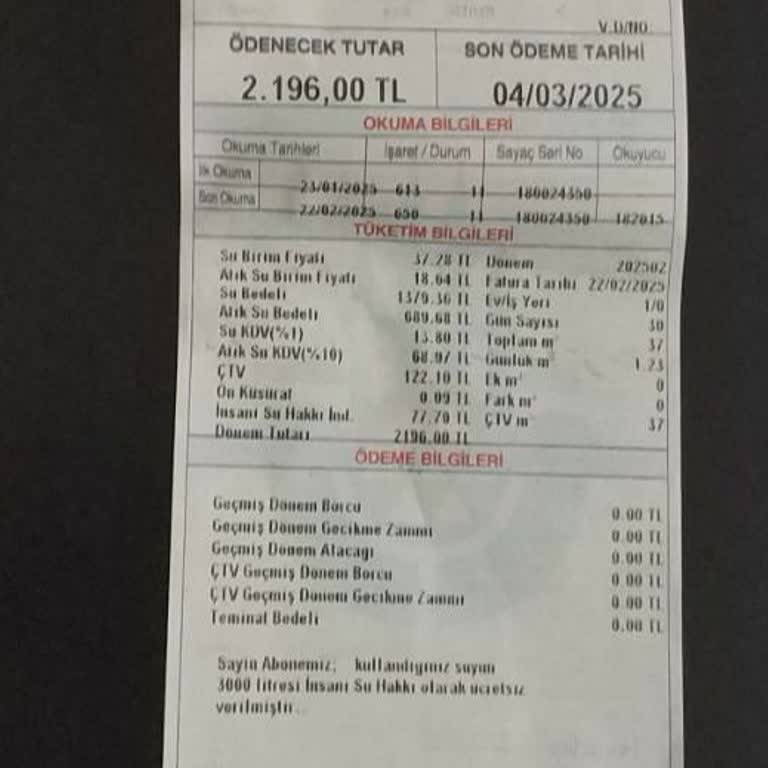 V.D/NO:
ÖDENECEK TUTAR
SON ÖDEME TARİHİ
2.196,00 TL
04/03/2025
OKUMA BİLGİLERİ
Okuma Tarihleri İşaret / Durum Sayaç Seri No Okuyucu
İlk Okuma 23/01/2025 613 11 180024350
Son Okuma 22/02/2025 650 11 180024350 182015
TÜKETİM BİLGİLERİ
Su Birim Fiyatı 37.28 TL Dönem 202502
Atık Su Birim Fiyatı 18.64 TL Fatura Tarihi 22/02/2025
Su Bedeli 1379.36 TL Ev/İş Yeri 1/0
Atık Su Bedeli 689.68 TL Gün Sayısı 30
Su KDV(%1) 13.80 TL Toplam m³ 37
Atık Su KDV(%10) 68.97 TL Günlük m³ 1.23
ÇTV 122.10 TL Ek m³ 0
Ön Küsürat 0.09 TL Fark m³ 0
İnsani Su Hakkı İnd. 77.70 TL ÇTV m³ 37
Dönem Tutarı 2196.00 TL
ÖDEME BİLGİLERİ
Geçmiş Dönem Borcu 0.00 TL
Geçmiş Dönem Gecikme Zammı 0.00 TL
Geçmiş Dönem Alacağı 0.00 TL
ÇTV Geçmiş Dönem Borcu 0.00 TL
ÇTV Geçmiş Dönem Gecikme Zammı 0.00 TL
Teminat Bedeli 0.00 TL
Sayın Abonemiz; kullandığınız suyun
3000 litresi İnsani Su Hakkı olarak ücretsiz
verilmiştir.